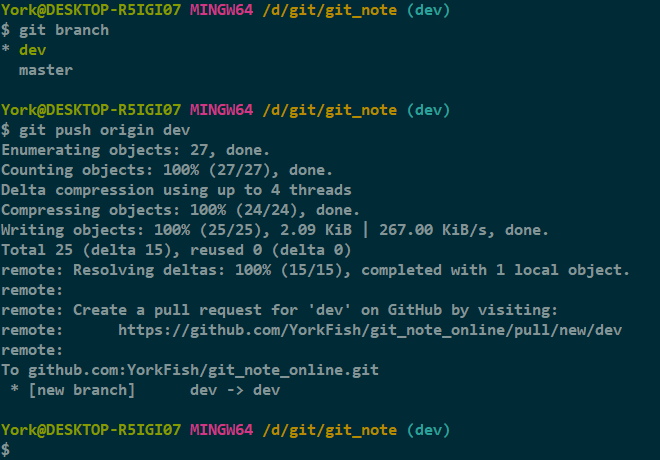 York@DESKTOP-R5IGI07 MINGW64 /d/git/git_note (dev)
$ git branch
* dev
  master

York@DESKTOP-R5IGI07 MINGW64 /d/git/git_note (dev)
$ git push origin dev
Enumerating objects: 27, done.
Counting objects: 100% (27/27), done.
Delta compression using up to 4 threads
Compressing objects: 100% (24/24), done.
Writing objects: 100% (25/25), 2.09 KiB | 267.00 KiB/s, done.
Total 25 (delta 15), reused 0 (delta 0)
remote: Resolving deltas: 100% (15/15), completed with 1 local object.
remote:
remote: Create a pull request for 'dev' on GitHub by visiting:
remote:      https://github.com/YorkFish/git_note_online/pull/new/dev
remote:
To github.com:YorkFish/git_note_online.git
 * [new branch]      dev -> dev

York@DESKTOP-R5IGI07 MINGW64 /d/git/git_note (dev)
$